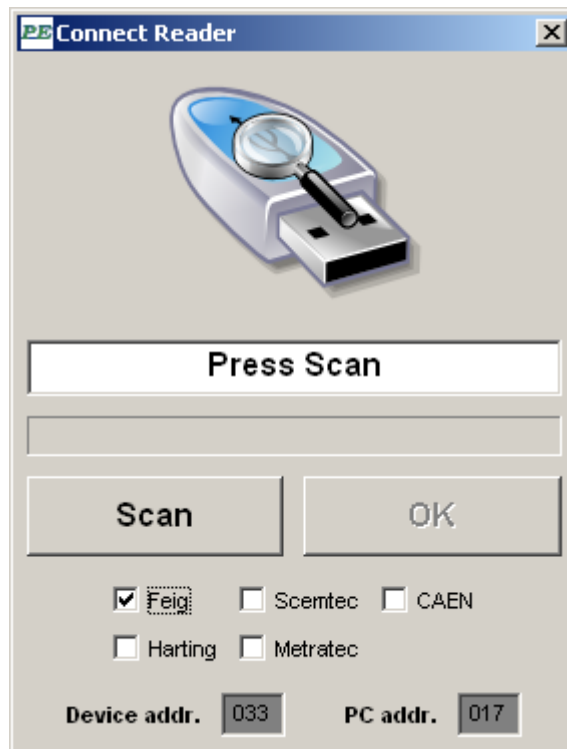 PE Connect Reader
Press Scan
Scan OK
Feig Scemtec CAEN
Harting Metratec
Device addr. 033 PC addr. 017